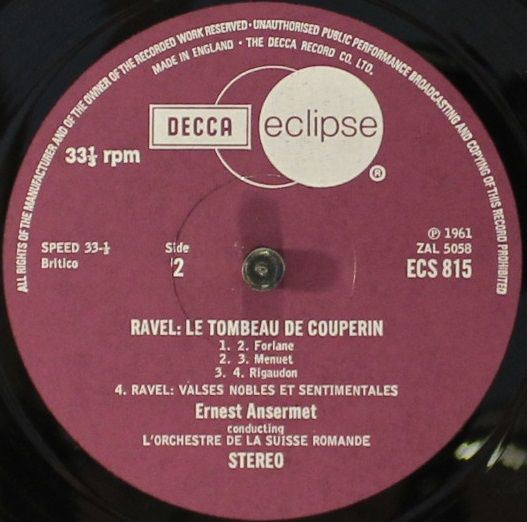 ALL RIGHTS OF THE MANUFACTURER AND OF THE OWNER OF THE RECORDED WORK RESERVED · UNAUTHORISED PUBLIC PERFORMANCE BROADCASTING AND COPYING OF THIS RECORD PROHIBITED
MADE IN ENGLAND · THE DECCA RECORD CO. LTD.
DECCA eclipse
®
33⅓ rpm
SPEED 33-⅓
Britico
Side
2
℗ 1961
ZAL 5058
ECS 815
RAVEL: LE TOMBEAU DE COUPERIN
1. 2. Forlane
2. 3. Menuet
3. 4. Rigaudon
4. RAVEL: VALSES NOBLES ET SENTIMENTALES
Ernest Ansermet
conducting
L'ORCHESTRE DE LA SUISSE ROMANDE
STEREO